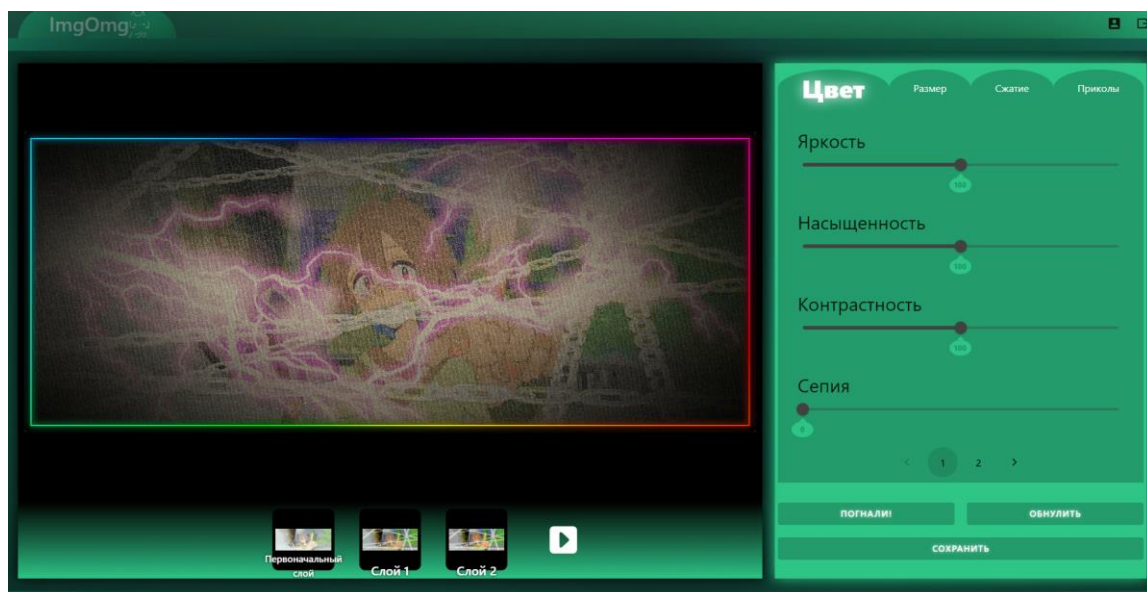 ImgOmg
Цвет
Размер
Сжатие
Приколы
Яркость
100
Насыщенность
100
Контрастность
100
Сепия
0
1 2
ПОГНАЛИ!
ОБНУЛИТЬ
СОХРАНИТЬ
Первоначальный
слой
Слой 1
Слой 2